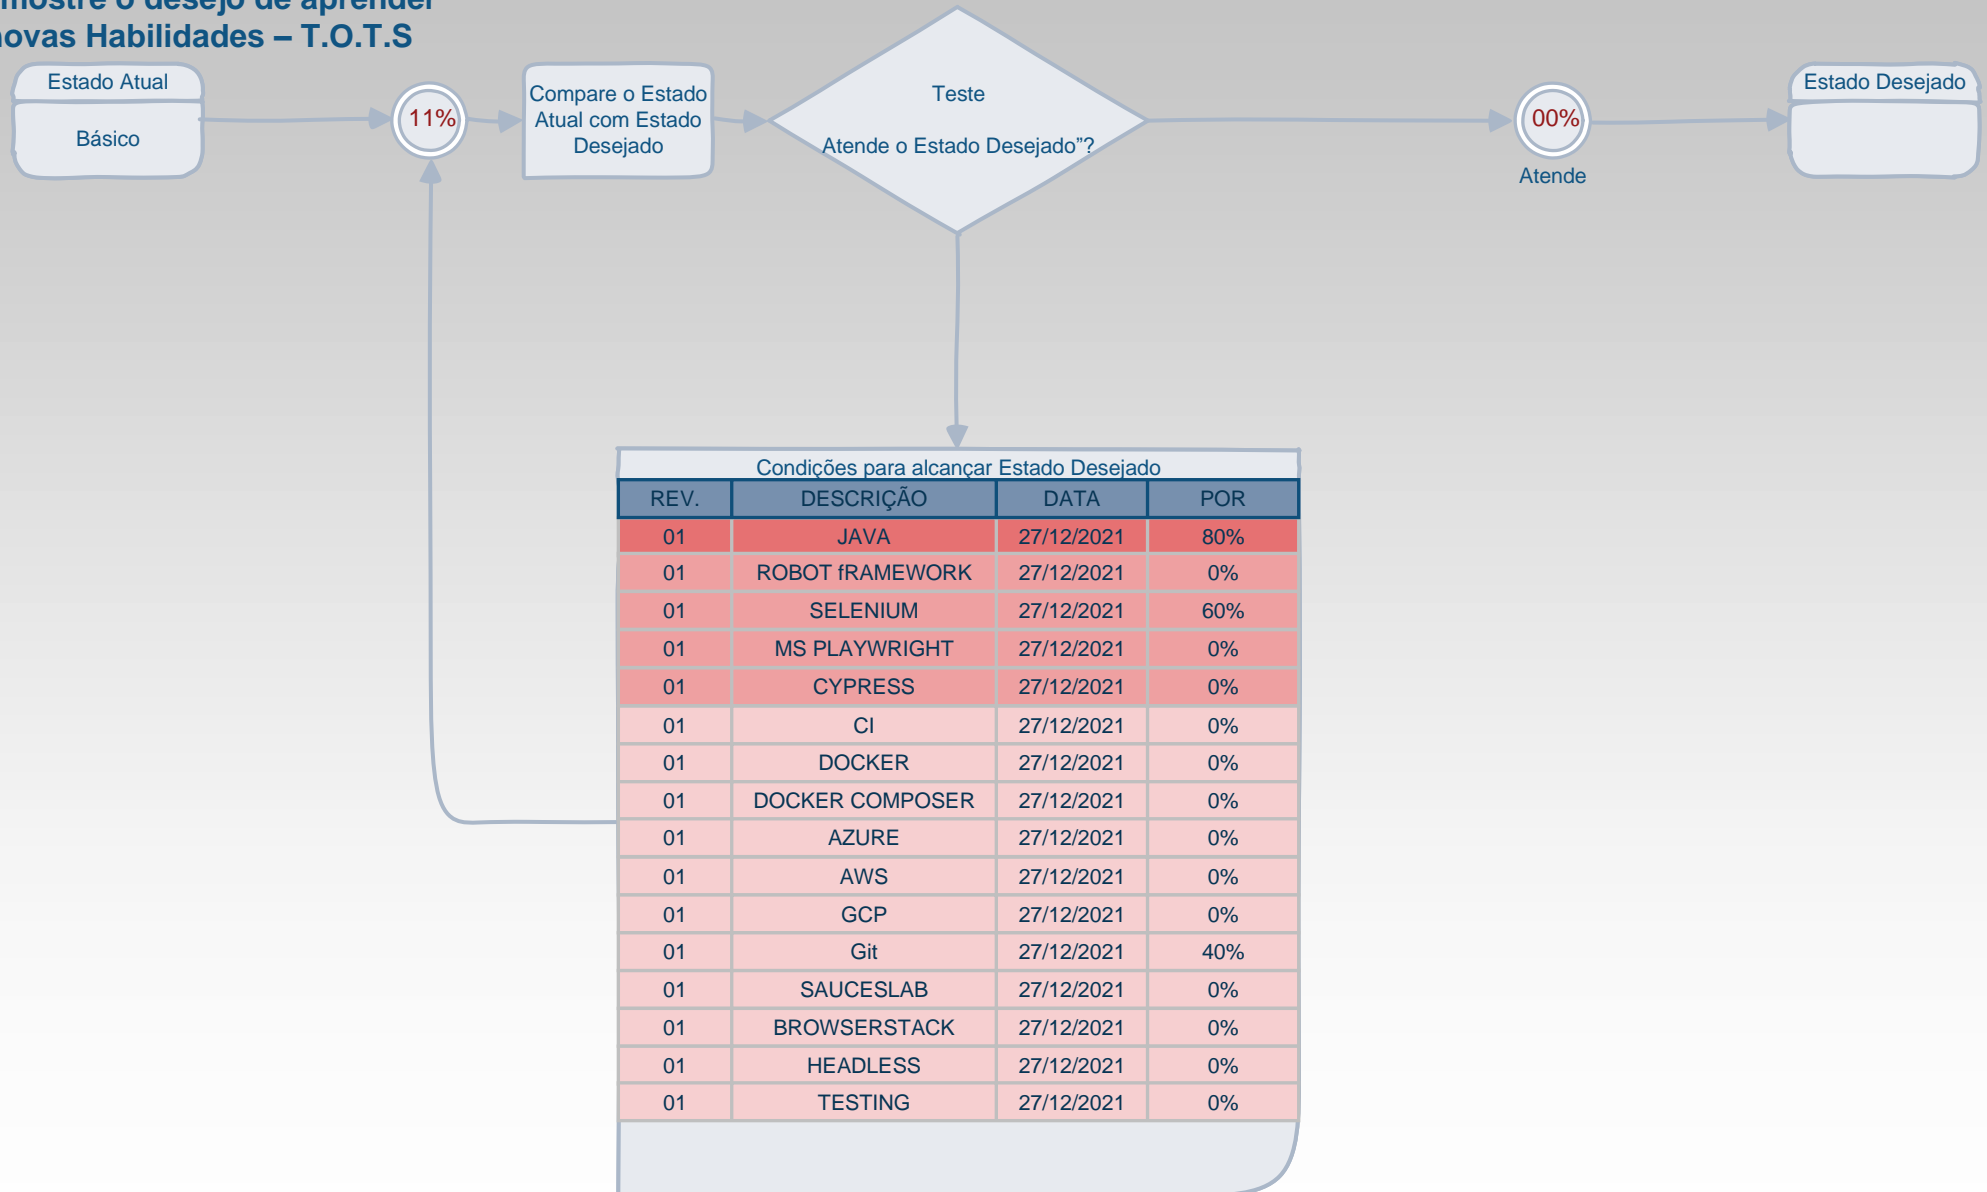 mostre o desejo de aprender
novas Habilidades – T.O.T.S
Estado Atual
Básico
11%
Compare o Estado
Atual com Estado
Desejado
Teste
Atende o Estado Desejado”?
00%
Atende
Estado Desejado
Condições para alcançar Estado Desejado
REV. DESCRIÇÃO DATA POR
01 JAVA 27/12/2021 80%
01 ROBOT fRAMEWORK 27/12/2021 0%
01 SELENIUM 27/12/2021 60%
01 MS PLAYWRIGHT 27/12/2021 0%
01 CYPRESS 27/12/2021 0%
01 CI 27/12/2021 0%
01 DOCKER 27/12/2021 0%
01 DOCKER COMPOSER 27/12/2021 0%
01 AZURE 27/12/2021 0%
01 AWS 27/12/2021 0%
01 GCP 27/12/2021 0%
01 Git 27/12/2021 40%
01 SAUCESLAB 27/12/2021 0%
01 BROWSERSTACK 27/12/2021 0%
01 HEADLESS 27/12/2021 0%
01 TESTING 27/12/2021 0%